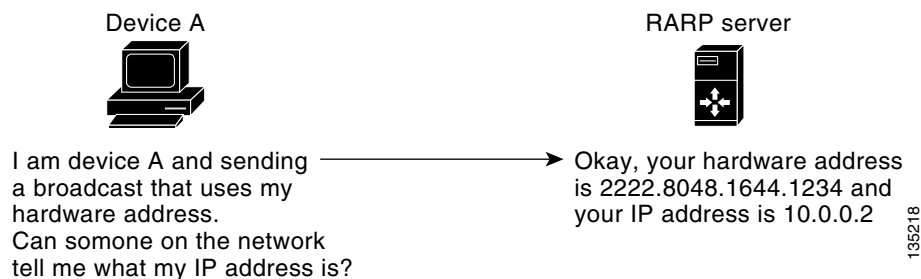 Device A
RARP server
I am device A and sending
a broadcast that uses my
hardware address.
Can somone on the network
tell me what my IP address is?
Okay, your hardware address
is 2222.8048.1644.1234 and
your IP address is 10.0.0.2
135218